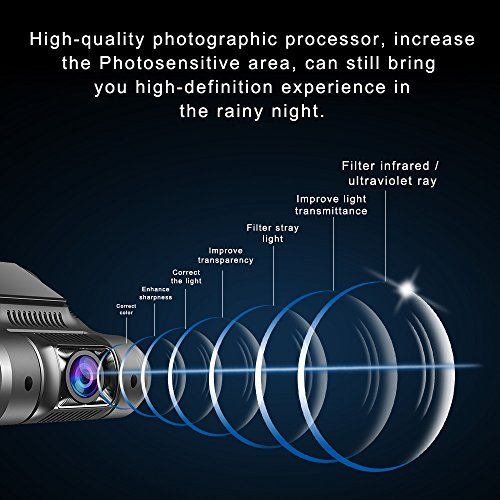 High-quality photographic processor, increase
the Photosensitive area, can still bring
you high-definition experience in
the rainy night.
Filter infrared /
ultraviolet ray
Improve light
transmittance
Filter stray
light
Improve
transparency
Correct
the light
Enhance
sharpness
Correct
color